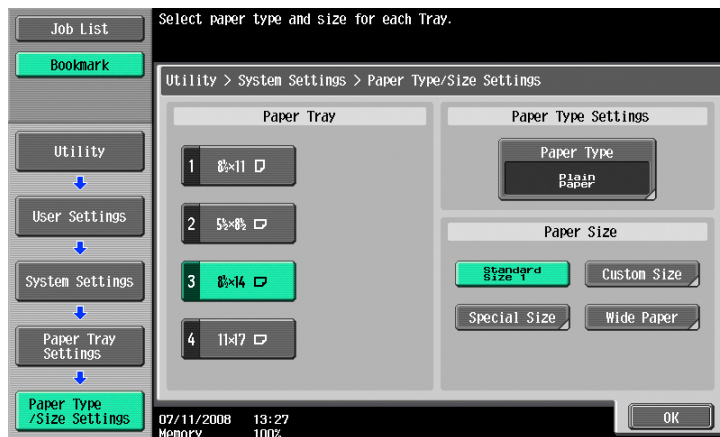 Job List
Bookmark
Utility
User Settings
System Settings
Paper Tray
Settings
Paper Type
/Size Settings
Select paper type and size for each Tray.
Utility > System Settings > Paper Type/Size Settings
Paper Tray
1 8½×11
2 5½×8½
3 8½×14
4 11×17
Paper Type Settings
Paper Type
Plain
Paper
Paper Size
Standard
Size 1
Custom Size
Special Size
Wide Paper
07/11/2008 13:27
Memory 100%
OK